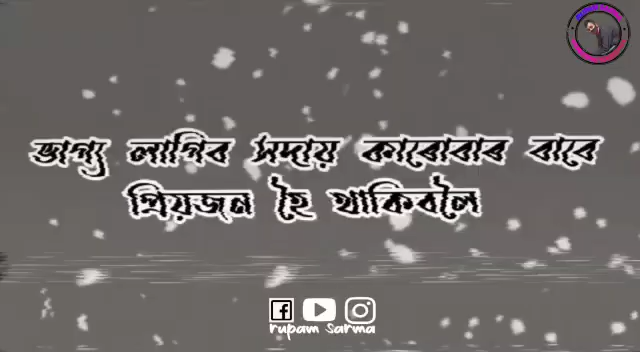 ভাগ্য লাগিব সদায় কাৰোবাৰ বাবে
প্ৰিয়জন হৈ থাকিবলৈ
rupam sarma